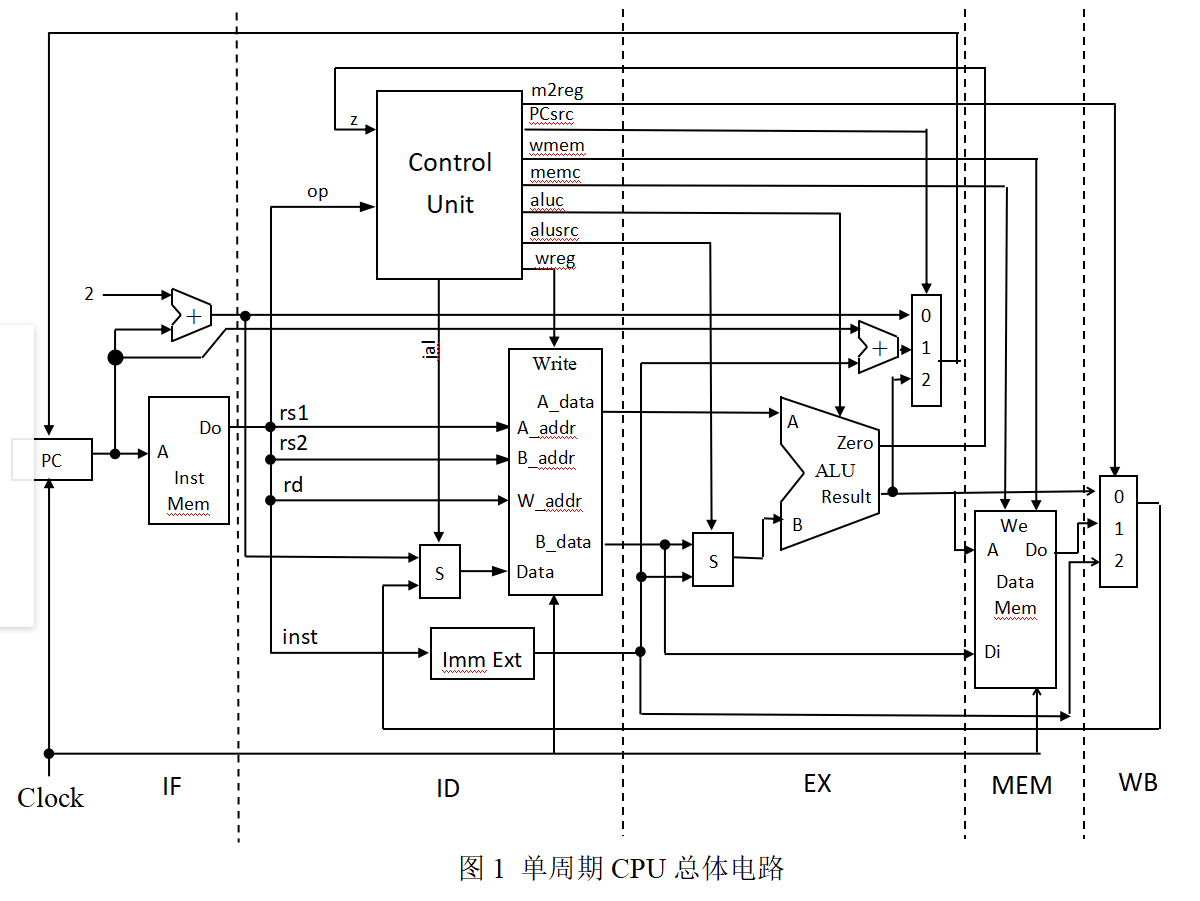 m2reg
PCsrc
z
wmem
Control
Unit
memc
op
aluc
alusrc
wreg
2
+
0
1
2
+
jal
Write
A_data
rs1
Do
A_addr
A
Zero
rs2
B_addr
PC
A
Inst
Mem
ALU
Result
rd
W_addr
B
0
1
2
We
A
Do
Data
Mem
Di
B_data
S
S
Data
inst
Imm Ext
Clock
IF
ID
EX
MEM
WB
图 1 单周期 CPU 总体电路